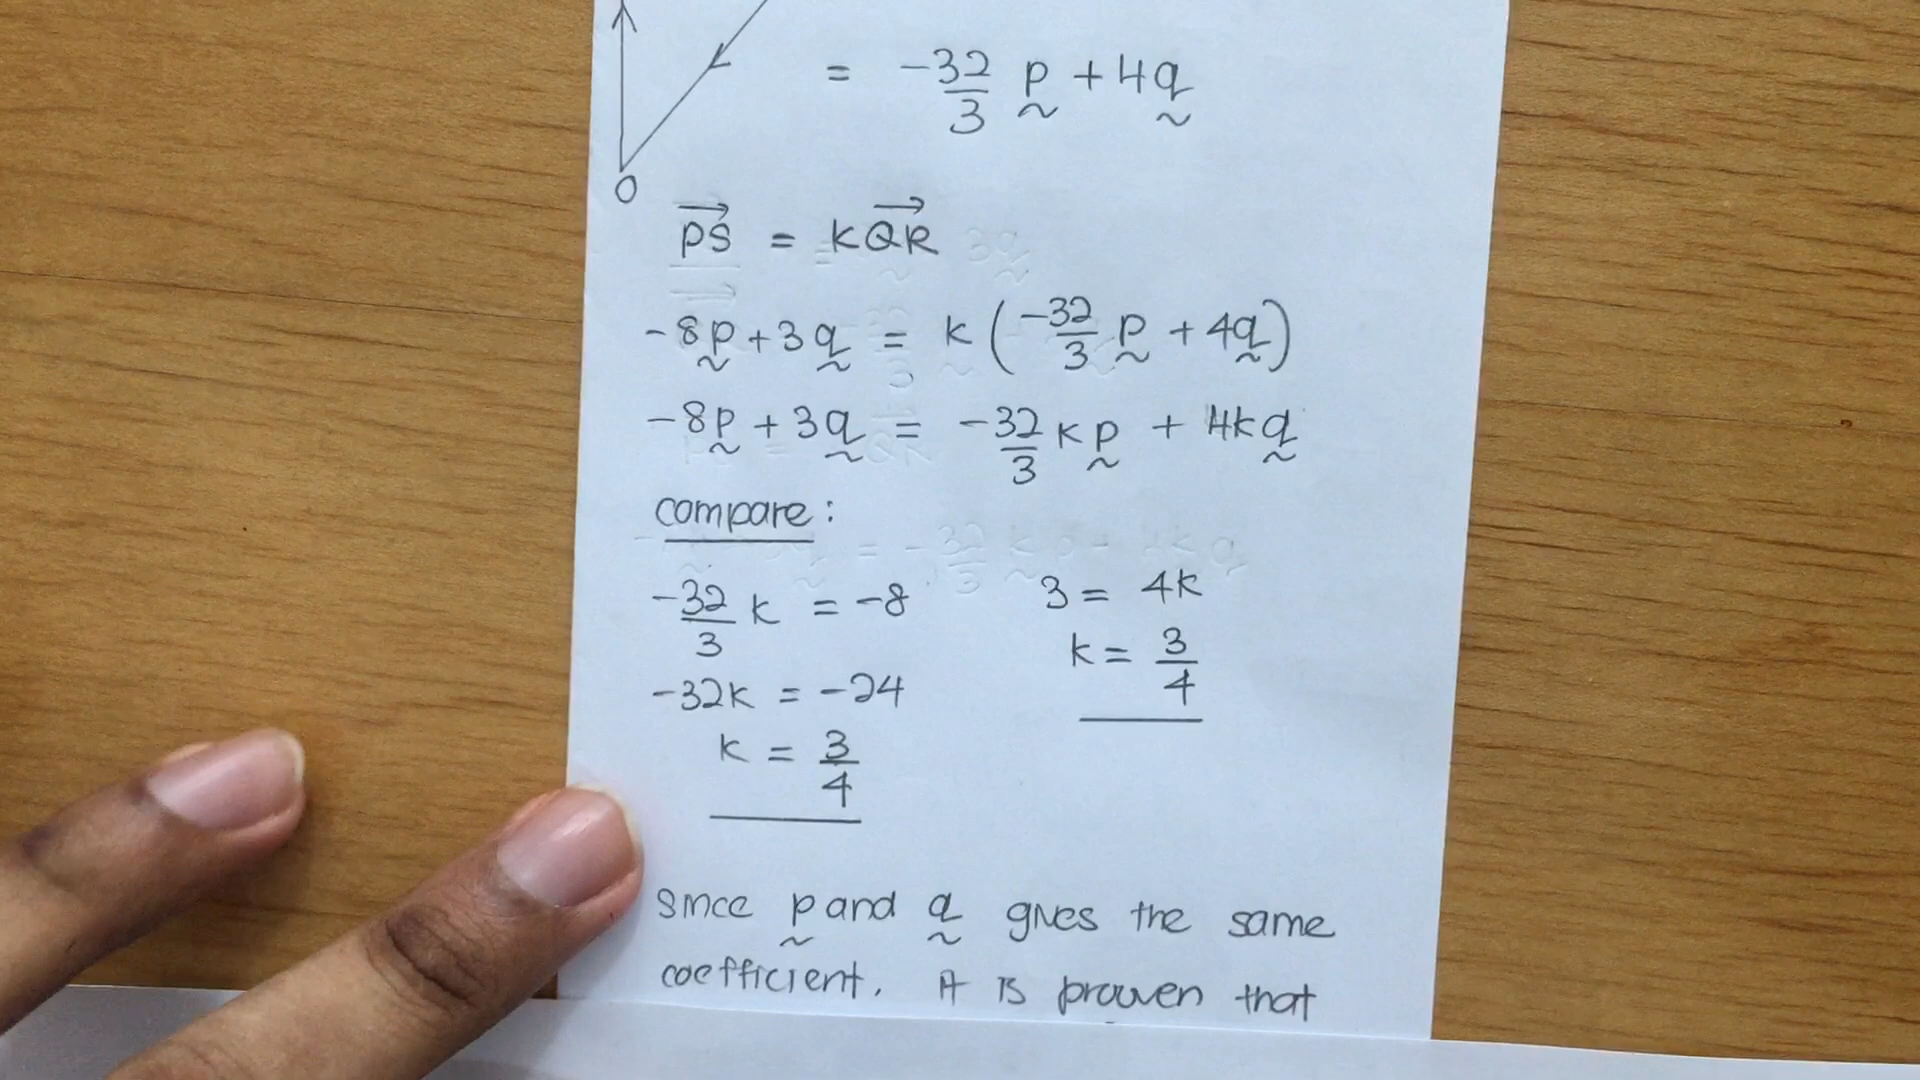 = -32/3 p + 4q
O
PS = kQR
-8p + 3q = k(-32/3 p + 4q)
-8p + 3q = -32/3 kp + 4kq
compare:
-32/3 k = -8
-32k = -24
k = 3/4
3 = 4k
k = 3/4
Since p and q gives the same
coefficient. It is proven that